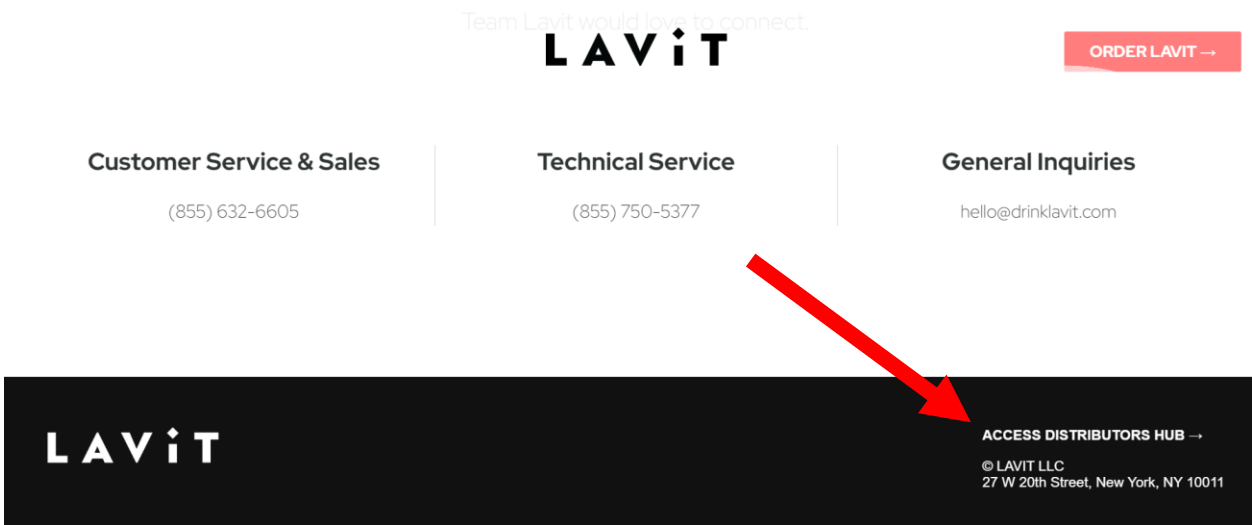 Team Lavit would love to connect.
LAViT
ORDER LAVIT →
Customer Service & Sales
(855) 632-6605
Technical Service
(855) 750-5377
General Inquiries
hello@drinklavit.com
LAViT
ACCESS DISTRIBUTORS HUB →
© LAVIT LLC
27 W 20th Street, New York, NY 10011